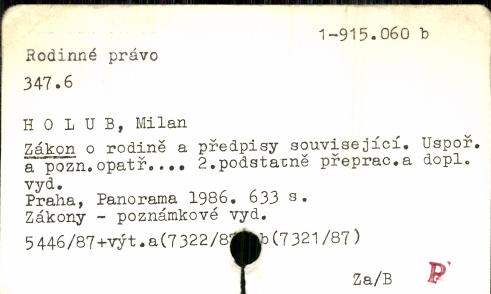 1-915.060 b
Rodinné právo
347.6
H O L U B, Milan
Zákon o rodině a předpisy související. Uspoř.
a pozn.opatř.... 2.podstatně přeprac.a dopl.
vyd.
Praha, Panorama 1986. 633 s.
Zákony - poznámkové vyd.
5446/87+výt.a(7322/87 b(7321/87)
Za/B P